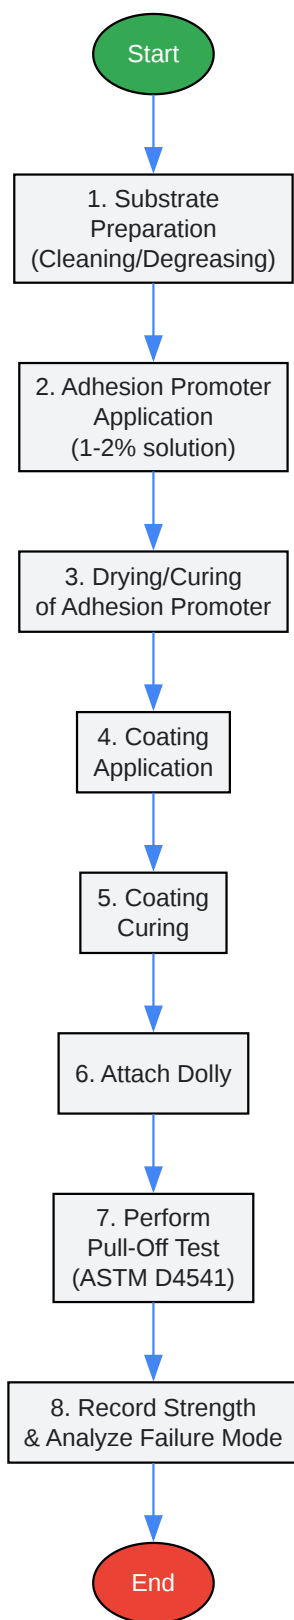 Start
1. Substrate
Preparation
(Cleaning/Degreasing)
2. Adhesion Promoter
Application
(1-2% solution)
3. Drying/Curing
of Adhesion Promoter
4. Coating
Application
5. Coating
Curing
6. Attach Dolly
7. Perform
Pull-Off Test
(ASTM D4541)
8. Record Strength
& Analyze Failure Mode
End